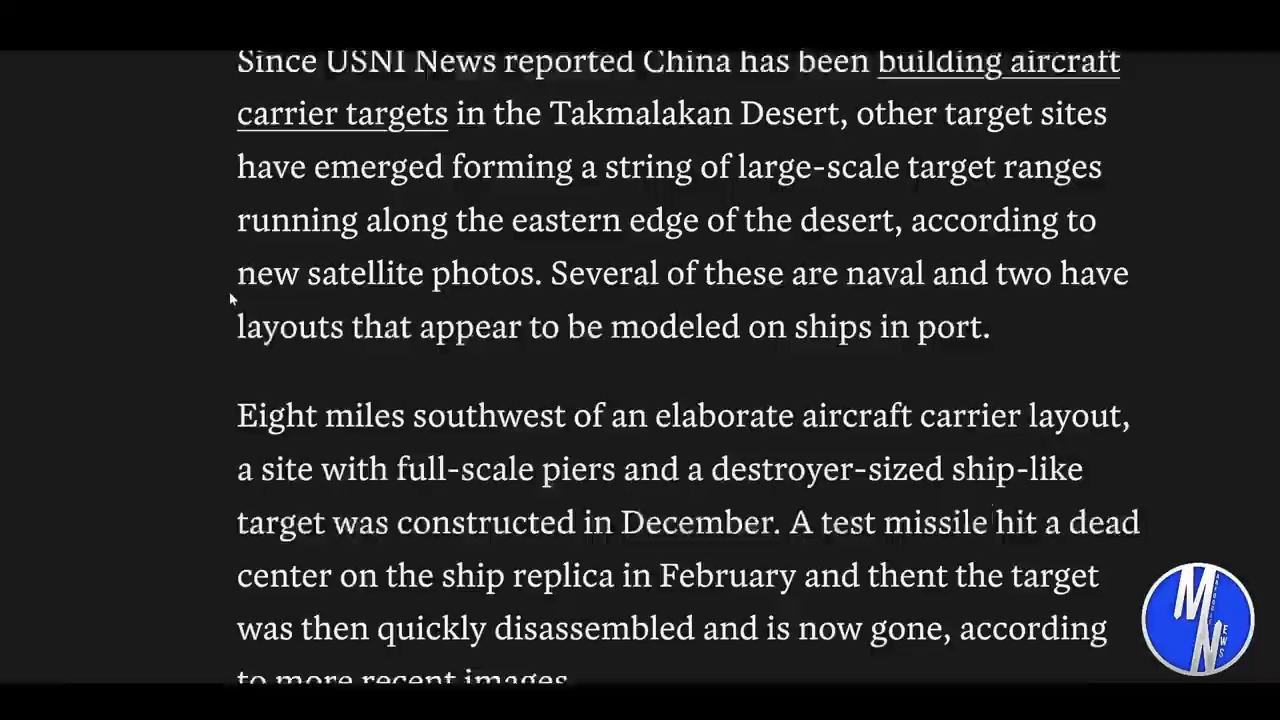 Since USNI News reported China has been building aircraft
carrier targets in the Takmalakan Desert, other target sites
have emerged forming a string of large-scale target ranges
running along the eastern edge of the desert, according to
new satellite photos. Several of these are naval and two have
layouts that appear to be modeled on ships in port.
Eight miles southwest of an elaborate aircraft carrier layout,
a site with full-scale piers and a destroyer-sized ship-like
target was constructed in December. A test missile hit a dead
center on the ship replica in February and thent the target
was then quickly disassembled and is now gone, according
to more recent images.